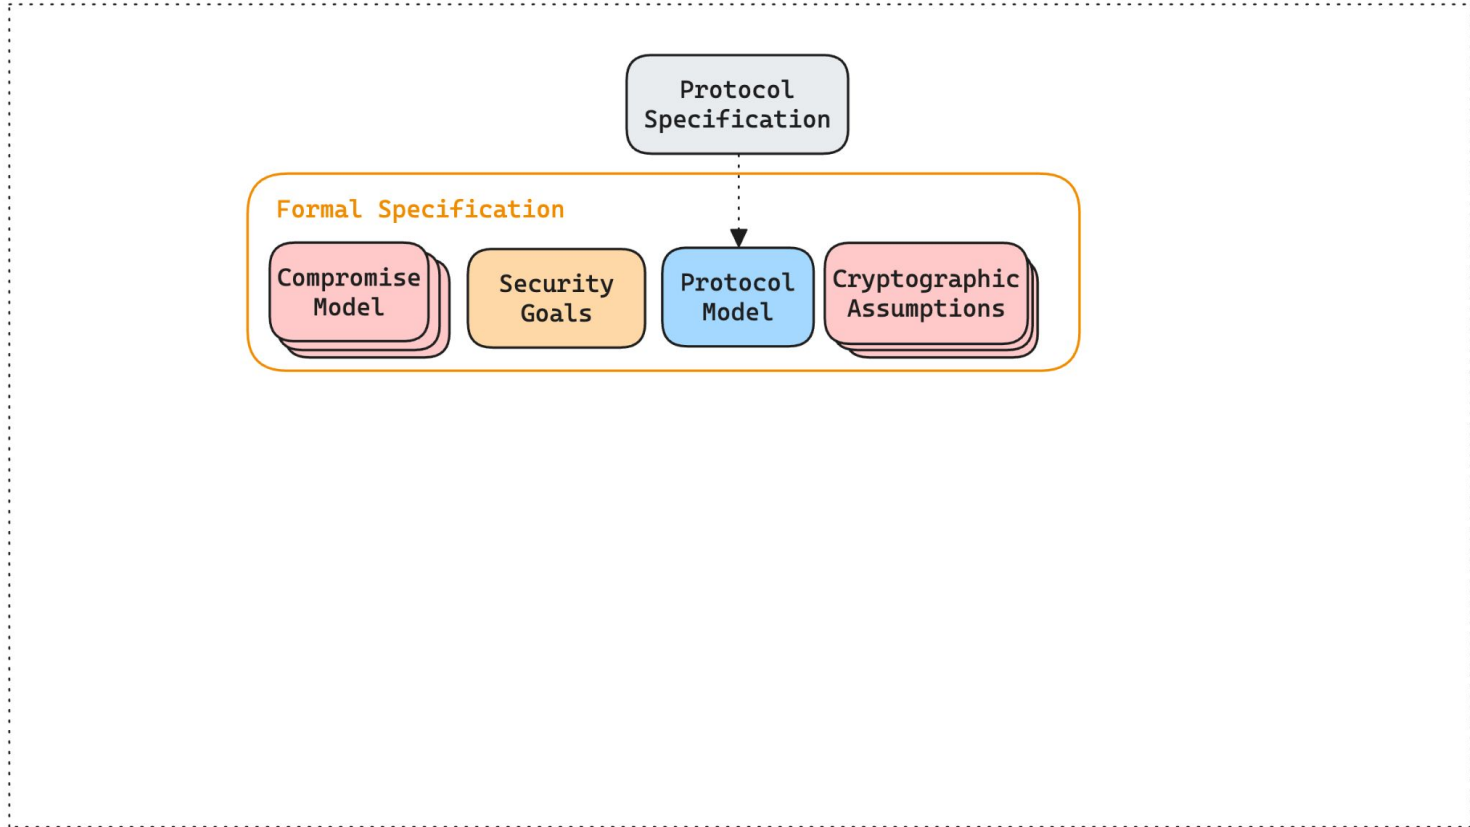 Protocol
Specification
Formal Specification
Compromise
Model
Security
Goals
Protocol
Model
Cryptographic
Assumptions